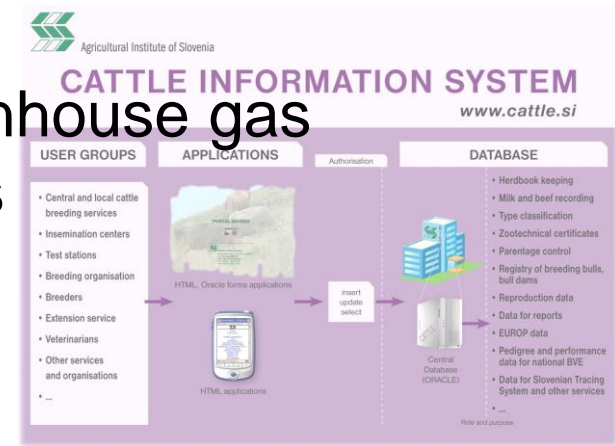 Agricultural Institute of Slovenia
CATTLE INFORMATION SYSTEM
nhouse gas
www.cattle.si
s
USER GROUPS
• Central and local cattle
breeding services
• Insemination centers
• Test stations
• Breeding organisation
• Breeders
• Extension service
• Veterinarians
• Other services
and organisations
• ...
APPLICATIONS
PORTAL GOVEDO
HTML, Oracle forms applications
HTML applications
Authorisation
insert
update
select
DATABASE
Central
Database
(ORACLE)
• Herdbook keeping
• Milk and beef recording
• Type classification
• Zootechnical certificates
• Parentage control
• Registry of breeding bulls,
bull dams
• Reproduction data
• Data for reports
• EUROP data
• Pedigree and performance
data for national BVE
• Data for Slovenian Tracing
System and other services
• ...
Role and purpose